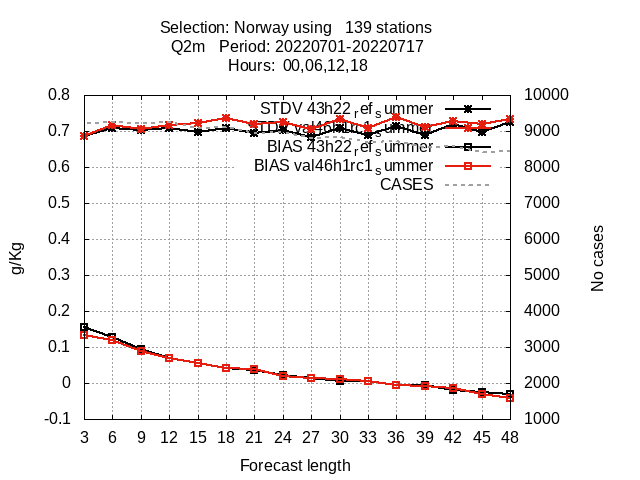 Selection: Norway using 139 stations
Q2m Period: 20220701-20220717
Hours: 00,06,12,18
0.8
0.7
0.6
0.5
0.4
0.3
0.2
0.1
0
-0.1
10000
9000
8000
7000
6000
5000
4000
3000
2000
1000
g/Kg
No cases
STDV 43h22refsummer
BIAS 43h22refsummer
BIAS val46h1rc1summer
CASES
3 6 9 12 15 18 21 24 27 30 33 36 39 42 45 48
Forecast length